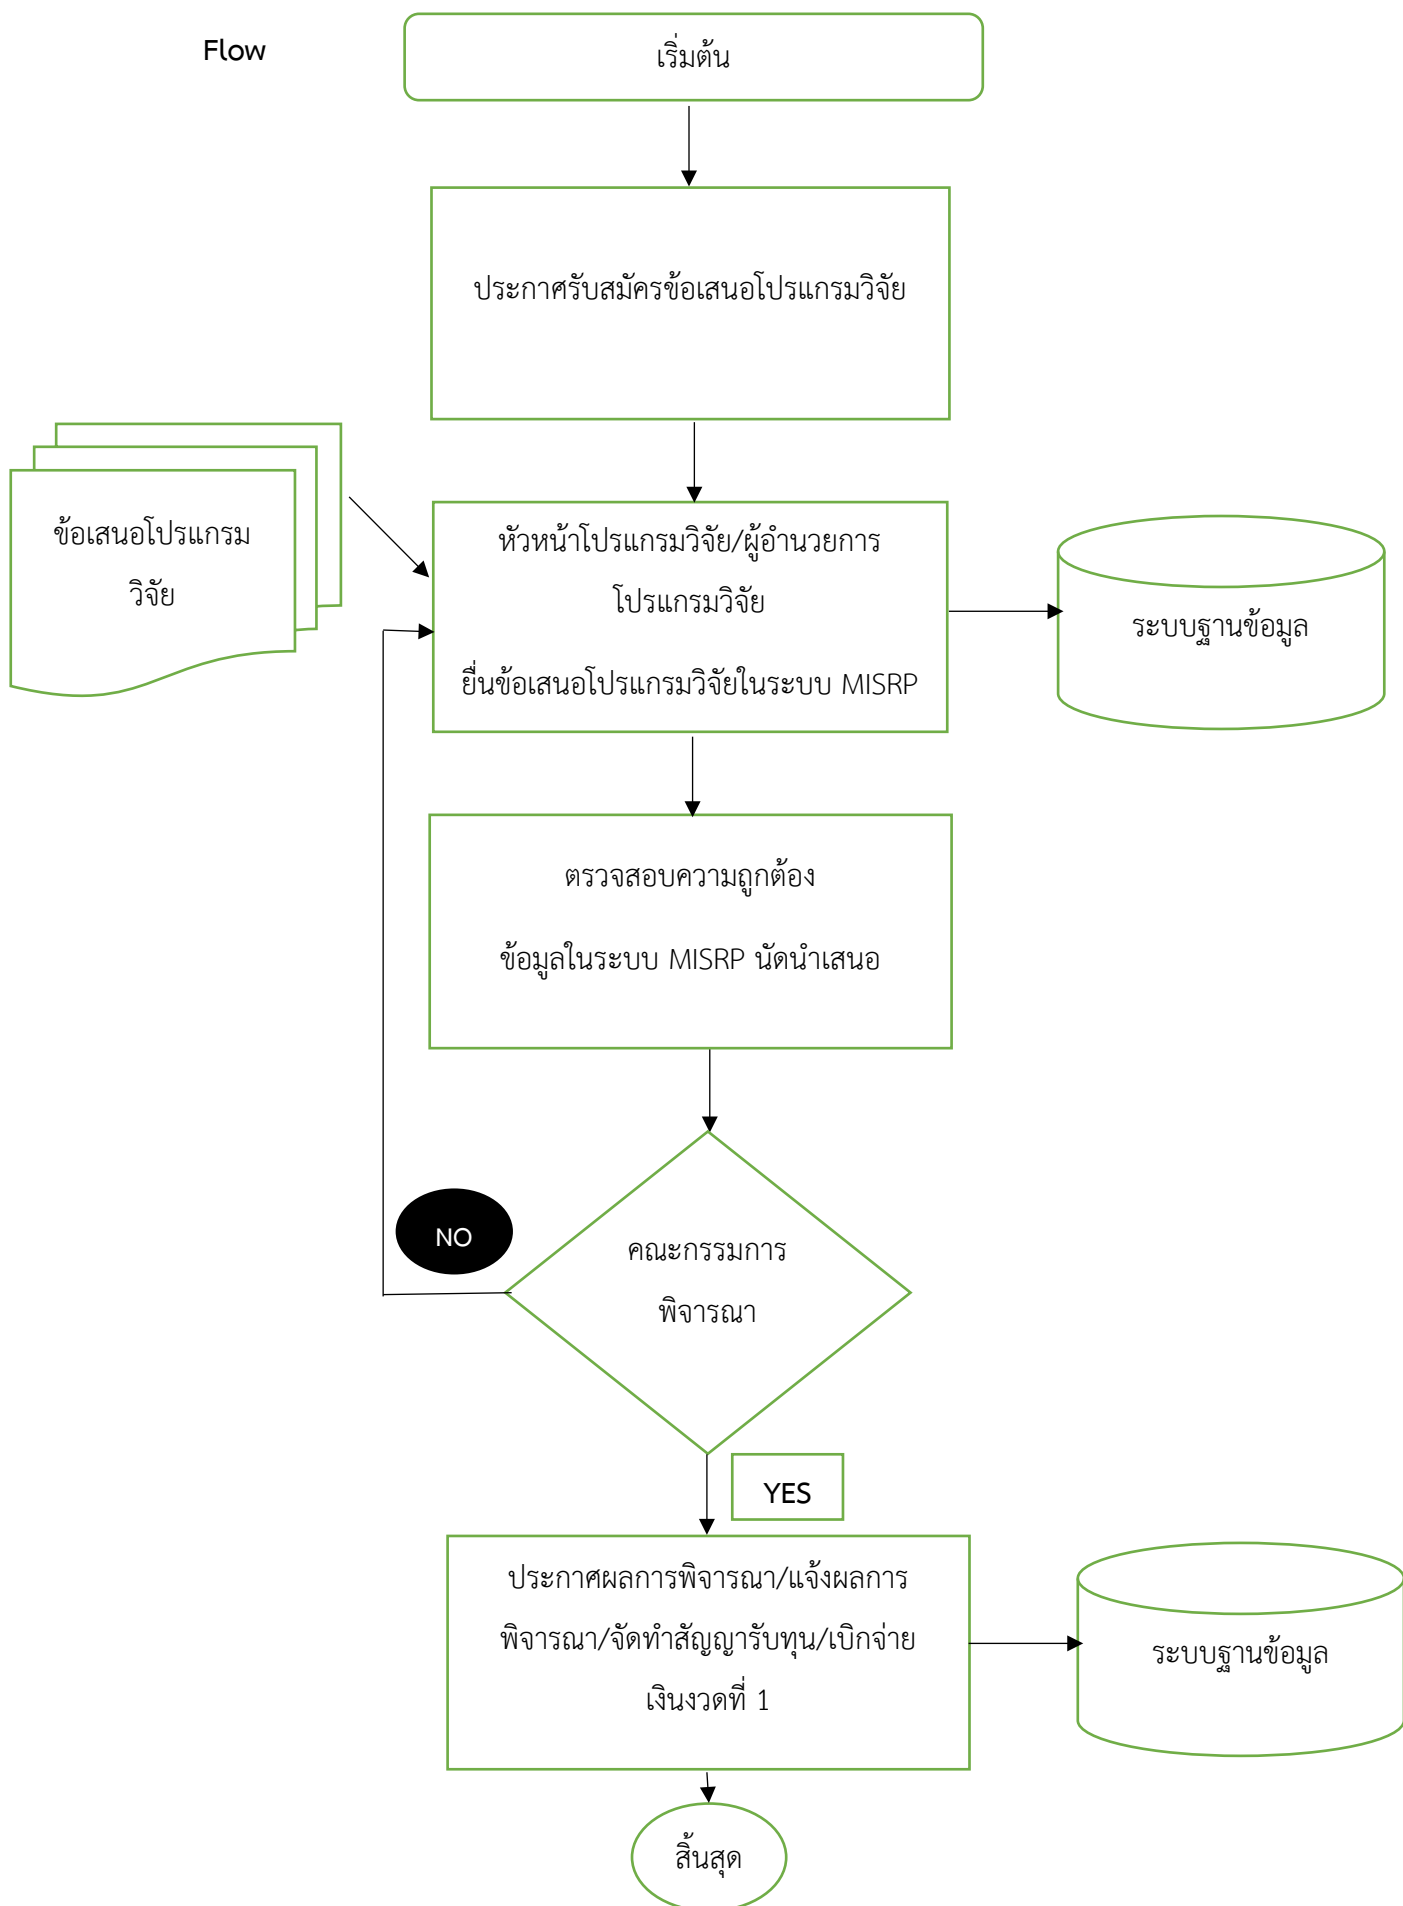 Flow
เริ่มต้น
ประกาศรับสมัครข้อเสนอโปรแกรมวิจัย
ข้อเสนอโปรแกรม
วิจัย
หัวหน้าโปรแกรมวิจัย/ผู้อำนวยการ
โปรแกรมวิจัย
ยื่นข้อเสนอโปรแกรมวิจัยในระบบ MISRP
ระบบฐานข้อมูล
ตรวจสอบความถูกต้อง
ข้อมูลในระบบ MISRP นัดนำเสนอ
NO
คณะกรรมการ
พิจารณา
YES
ประกาศผลการพิจารณา/แจ้งผลการ
พิจารณา/จัดทำสัญญารับทุน/เบิกจ่าย
เงินงวดที่ 1
ระบบฐานข้อมูล
สิ้นสุด